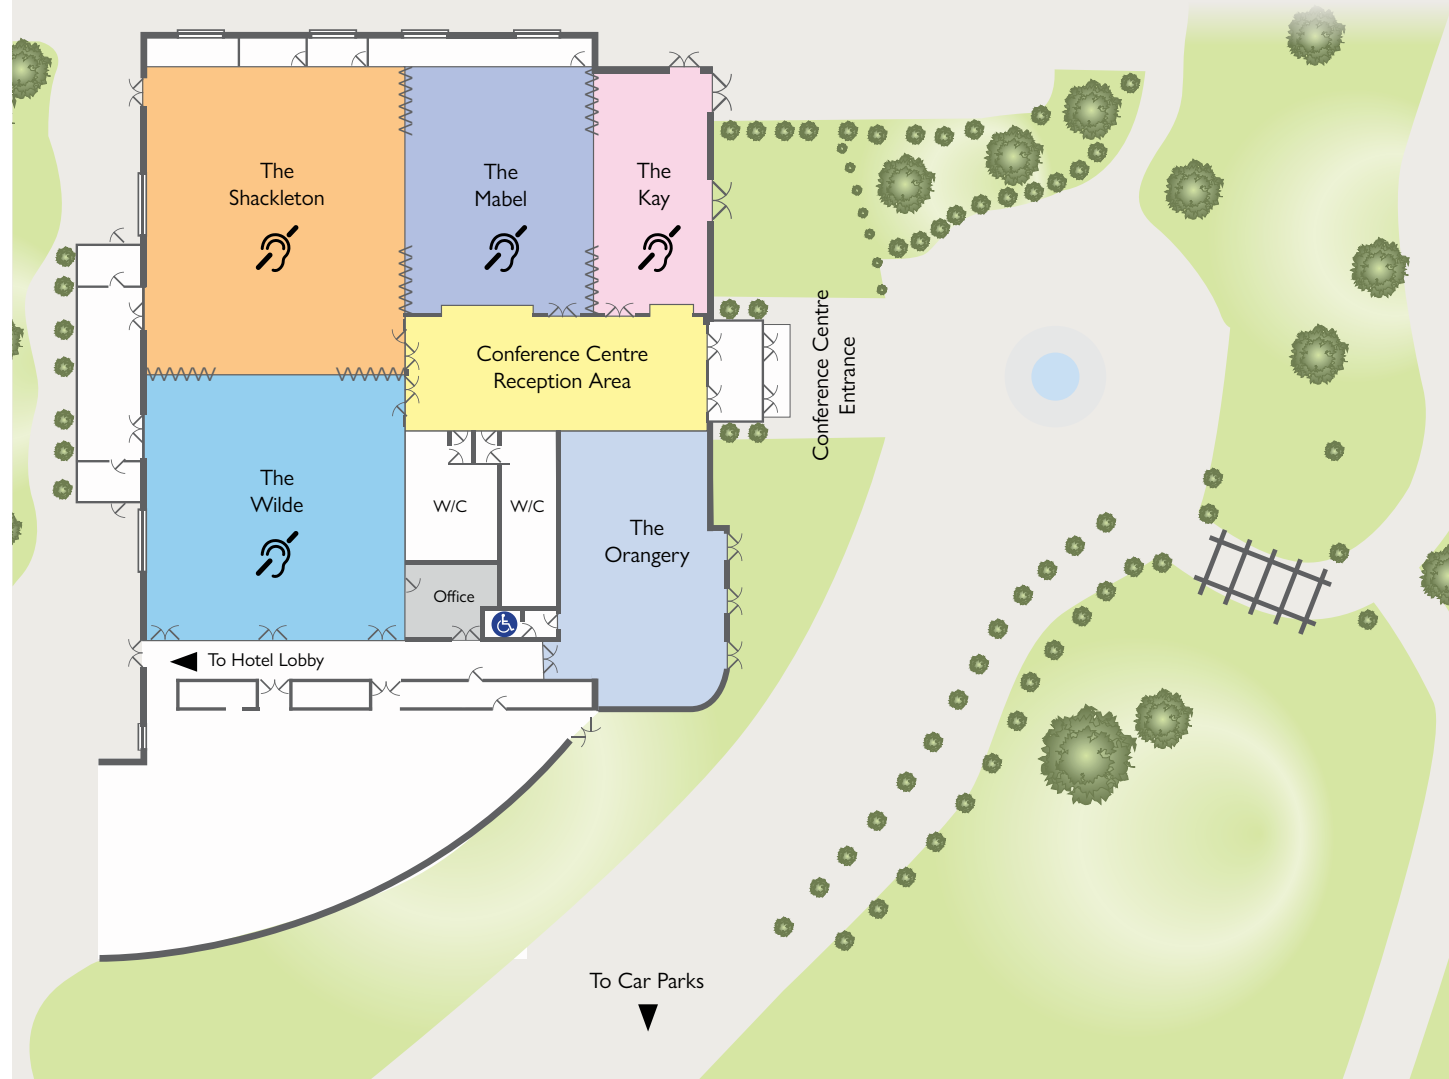 The
Shackleton
The
Mabel
The
Kay
Conference Centre
Reception Area
Conference Centre
Entrance
The
Wilde
W/C
W/C
The
Orangery
Office
To Hotel Lobby
To Car Parks